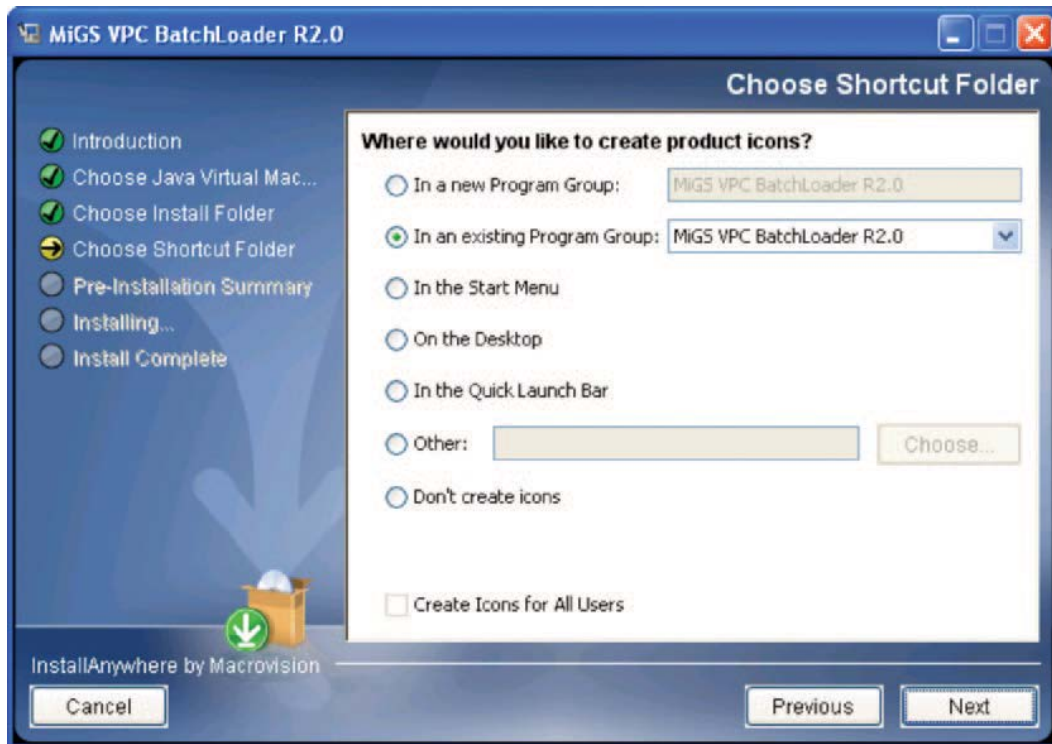 MiGS VPC BatchLoader R2.0
Choose Shortcut Folder
Introduction
Choose Java Virtual Mac...
Choose Install Folder
Choose Shortcut Folder
Pre-Installation Summary
Installing...
Install Complete
Where would you like to create product icons?
In a new Program Group: MiGS VPC BatchLoader R2.0
In an existing Program Group: MiGS VPC BatchLoader R2.0
In the Start Menu
On the Desktop
In the Quick Launch Bar
Other: Choose...
Don't create icons
Create Icons for All Users
InstallAnywhere by Macrovision
Cancel Previous Next